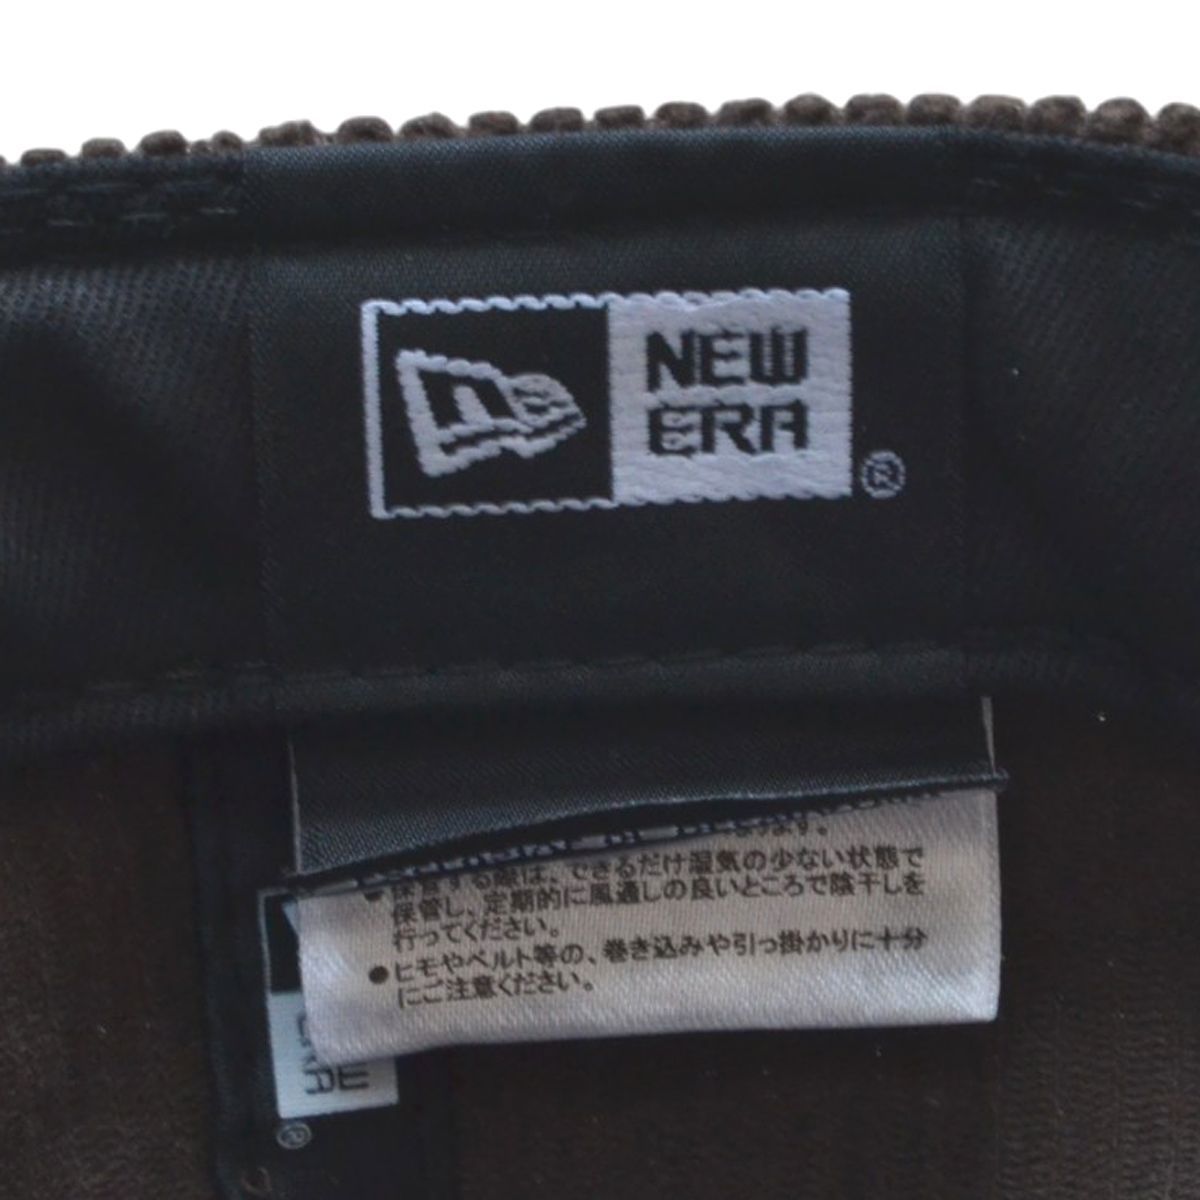 NEW
ERA
®
ます。
●保管する際は、できるだけ湿気の少ない状態で
保管し、定期的に風通しの良いところで陰干しを
行ってください。
●ヒモやベルト等の、巻き込みや引っ掛かりに十分
にご注意ください。
EW
ERA
®